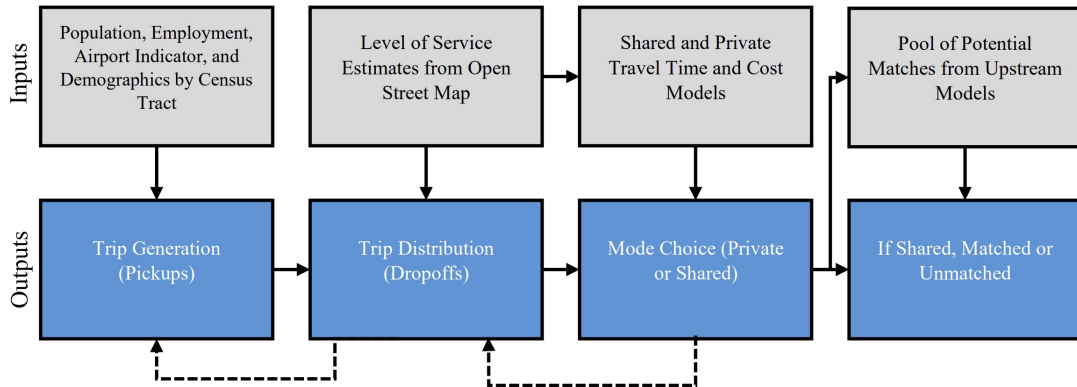 Inputs
Population, Employment,
Airport Indicator, and
Demographics by Census
Tract
Level of Service
Estimates from Open
Street Map
Shared and Private
Travel Time and Cost
Models
Pool of Potential
Matches from Upstream
Models
Outputs
Trip Generation
(Pickups)
Trip Distribution
(Dropoffs)
Mode Choice (Private
or Shared)
If Shared, Matched or
Unmatched